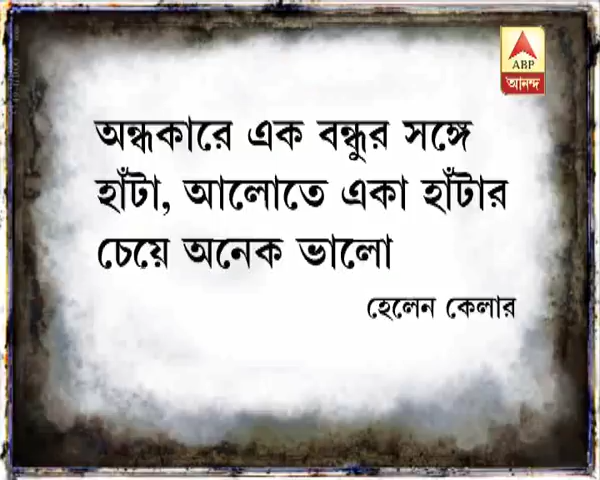 ABP
আনন্দ
অন্ধকারে এক বন্ধুর সঙ্গে
হাঁটা, আলোতে একা হাঁটার
চেয়ে অনেক ভালো
হেলেন কেলার